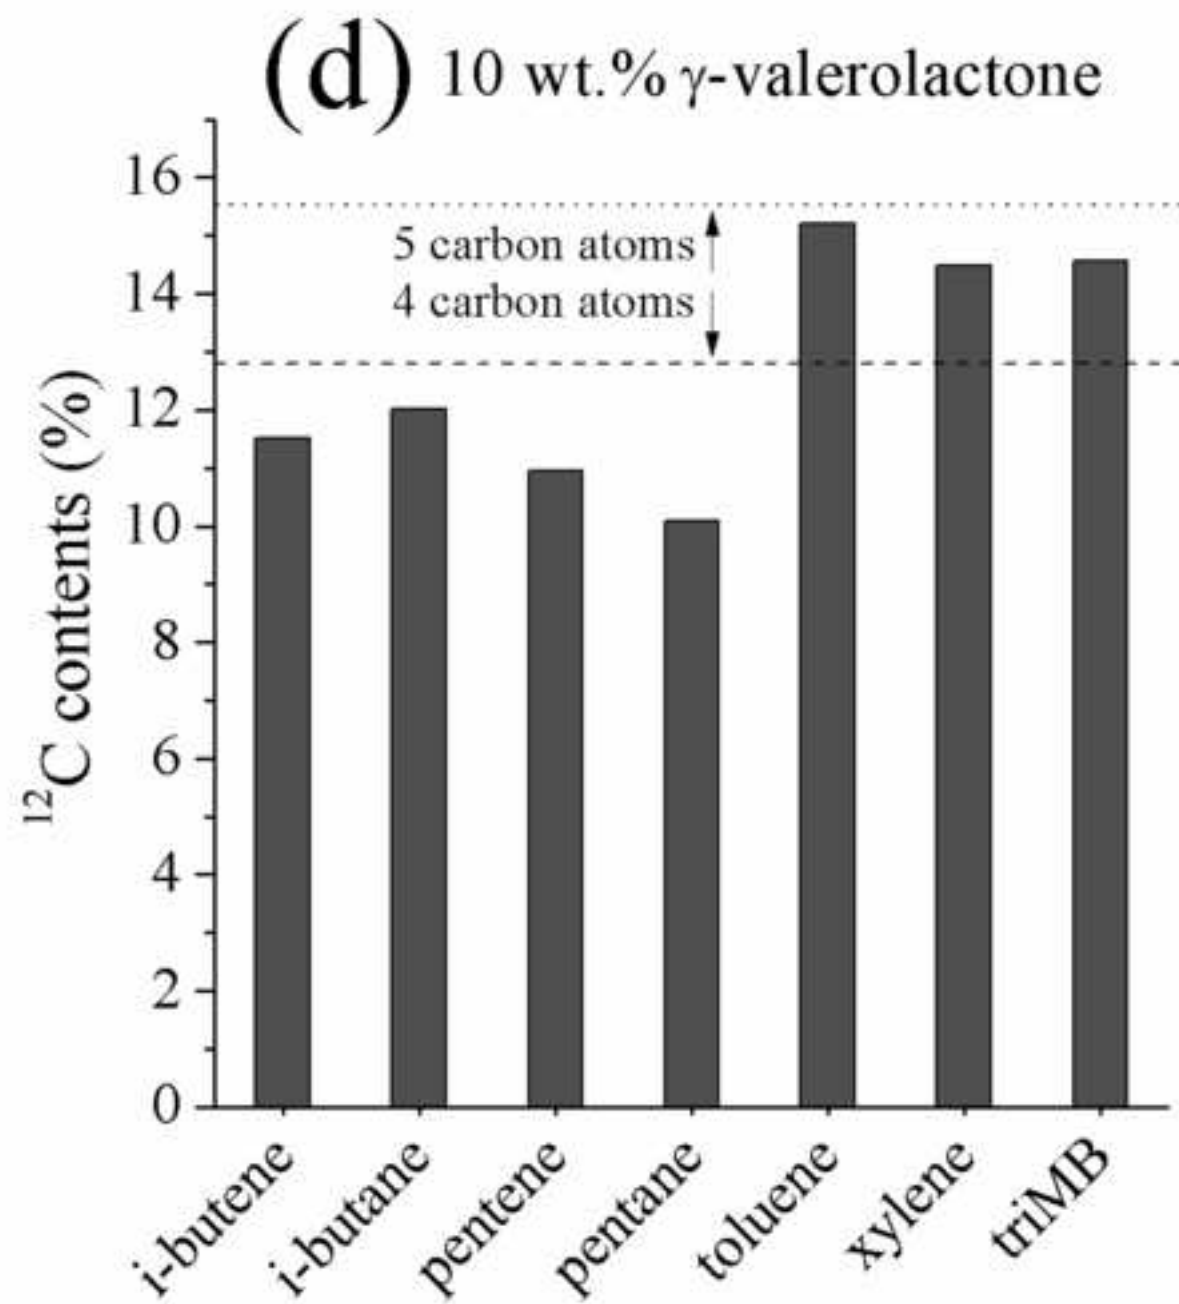 (d) 10 wt.% γ-valerolactone
16
14
12
10
8
6
4
2
0
¹²C contents (%)
5 carbon atoms
4 carbon atoms
i-butene
i-butane
pentene
pentane
toluene
xylene
triMB